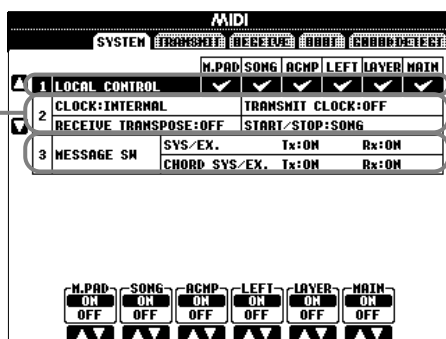 MIDI
SYSTEM TRANSMIT RECEIVE ROOT CHORD DETECT
M.PAD SONG ACMP LEFT LAYER MAIN
1 LOCAL CONTROL
2 CLOCK:INTERNAL TRANSMIT CLOCK:OFF
RECEIVE TRANSPOSE:OFF START/STOP:SONG
3 MESSAGE SW SYS/EX. Tx:ON Rx:ON
CHORD SYS/EX. Tx:ON Rx:ON
M.PAD SONG ACMP LEFT LAYER MAIN
ON ON ON ON ON ON
OFF OFF OFF OFF OFF OFF